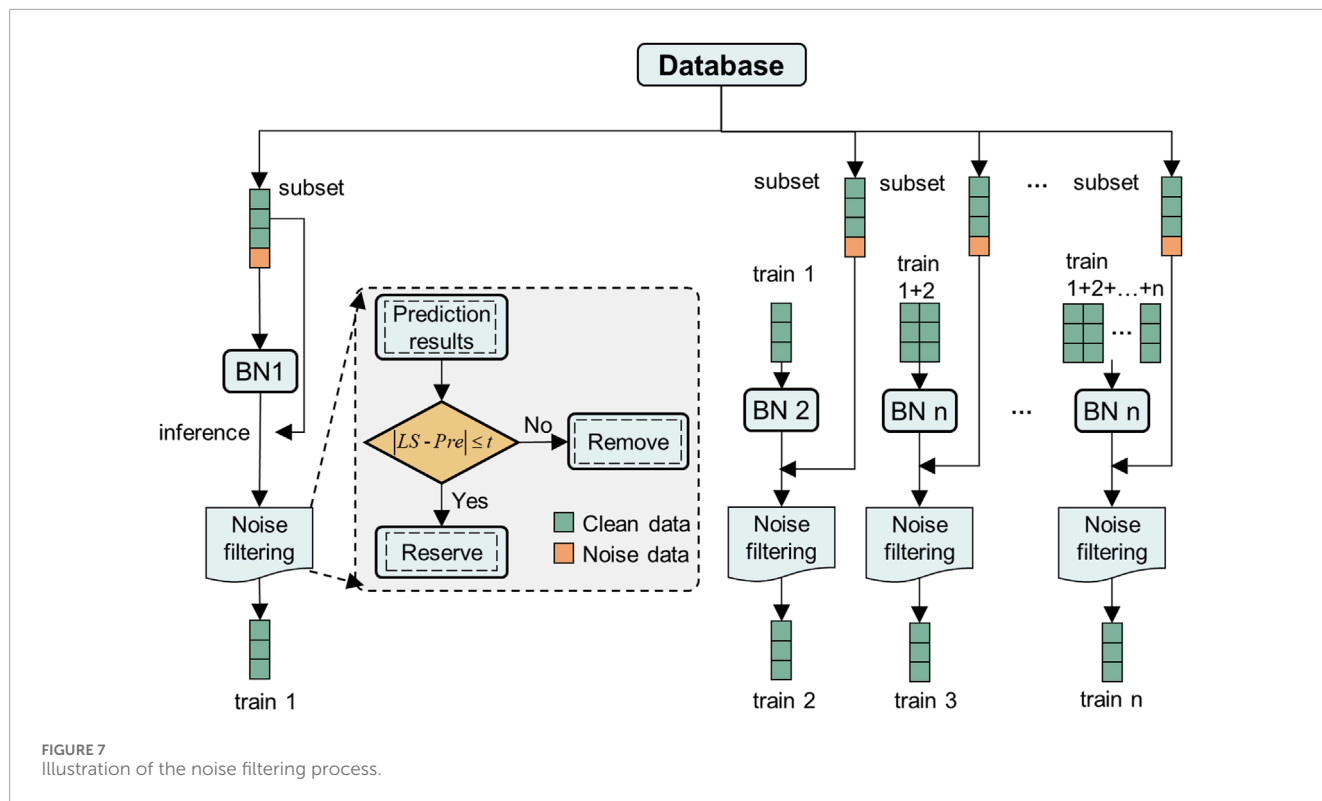 Database
subset
subset
subset
...
subset
train 1
train
1+2
train
1+2+...+n
...
Prediction
results
BN1
BN 2
BN n
...
BN n
inference
|LS - Pre| ≤ t
No
Remove
Yes
Reserve
Clean data
Noise data
Noise
filtering
Noise
filtering
Noise
filtering
Noise
filtering
train 1
train 2
train 3
train n
FIGURE 7
Illustration of the noise filtering process.